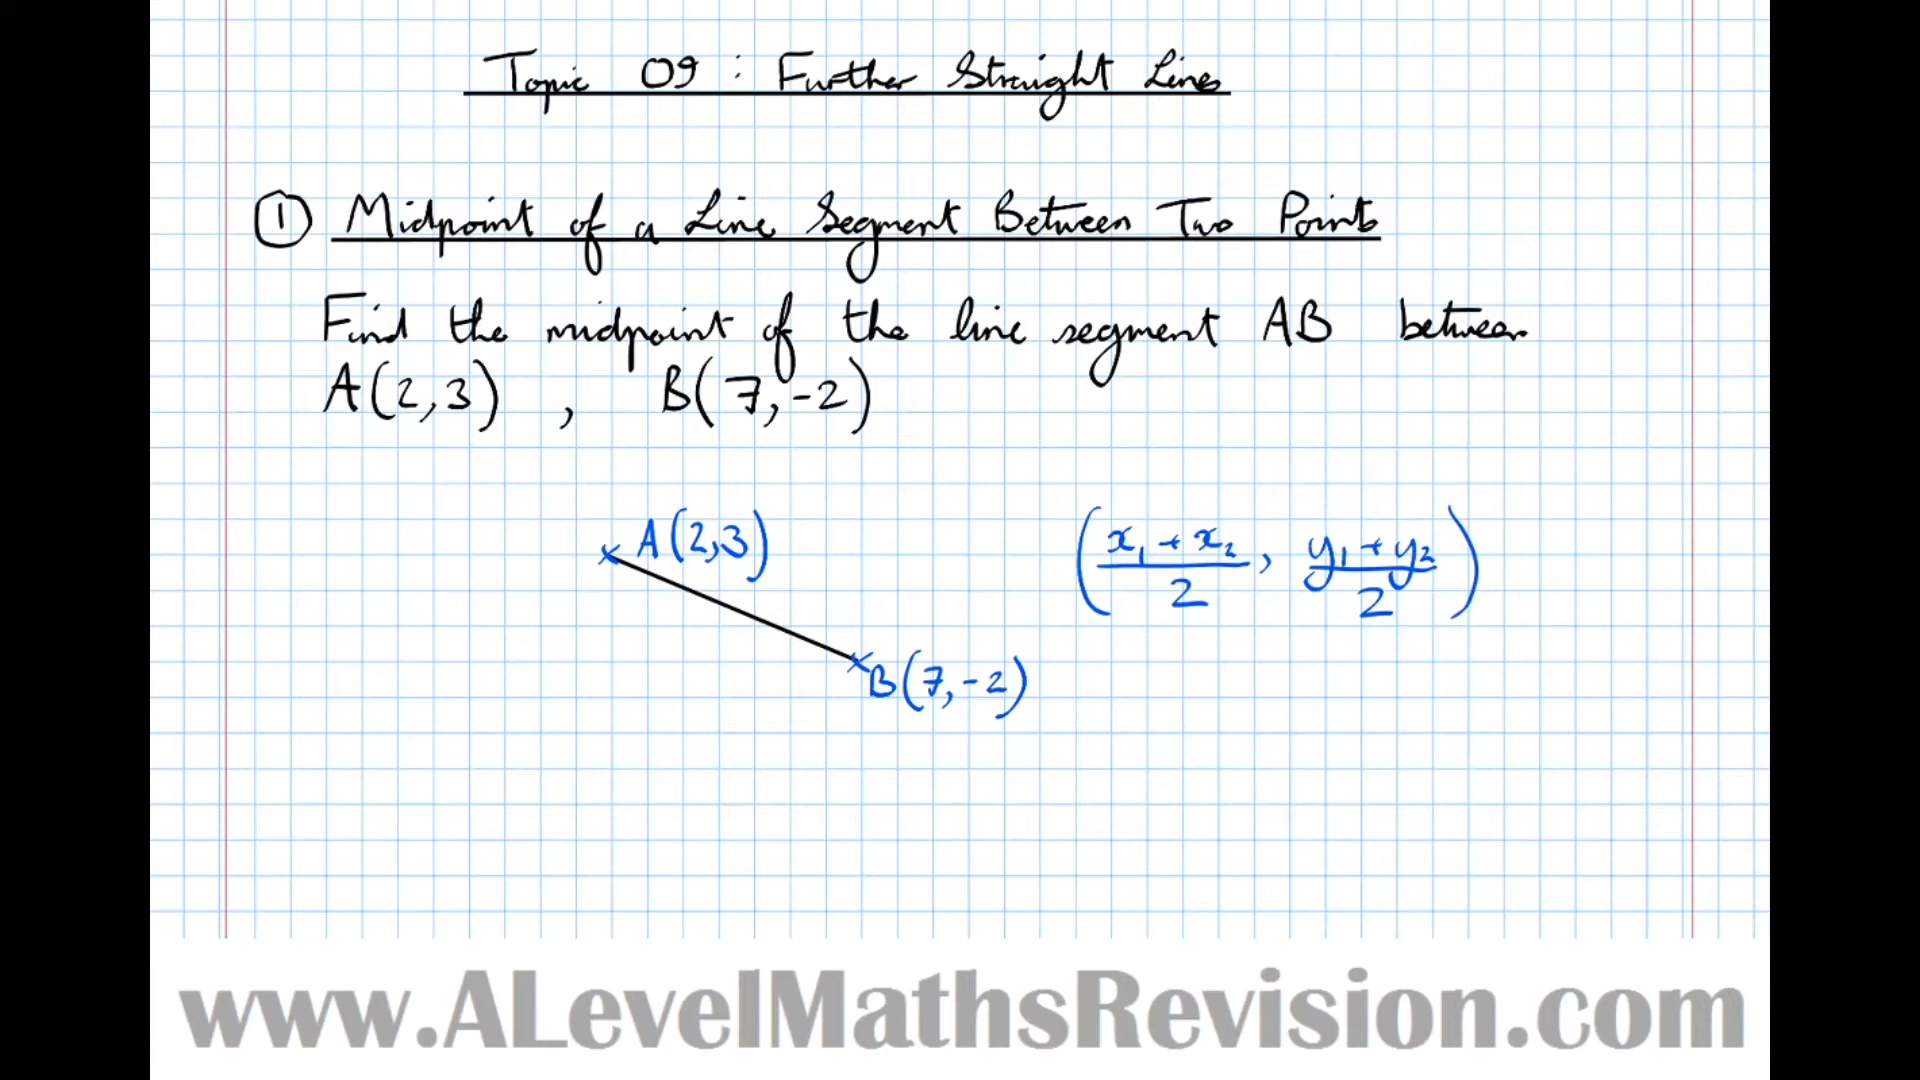 Topic 09 : Further Straight Lines
① Midpoint of a Line Segment Between Two Points
Find the midpoint of the line segment AB between
A(2,3) , B(7,-2)
A(2,3)
(x₁ + x₂ / 2, y₁ + y₂ / 2)
B(7,-2)
www.ALevelMathsRevision.com